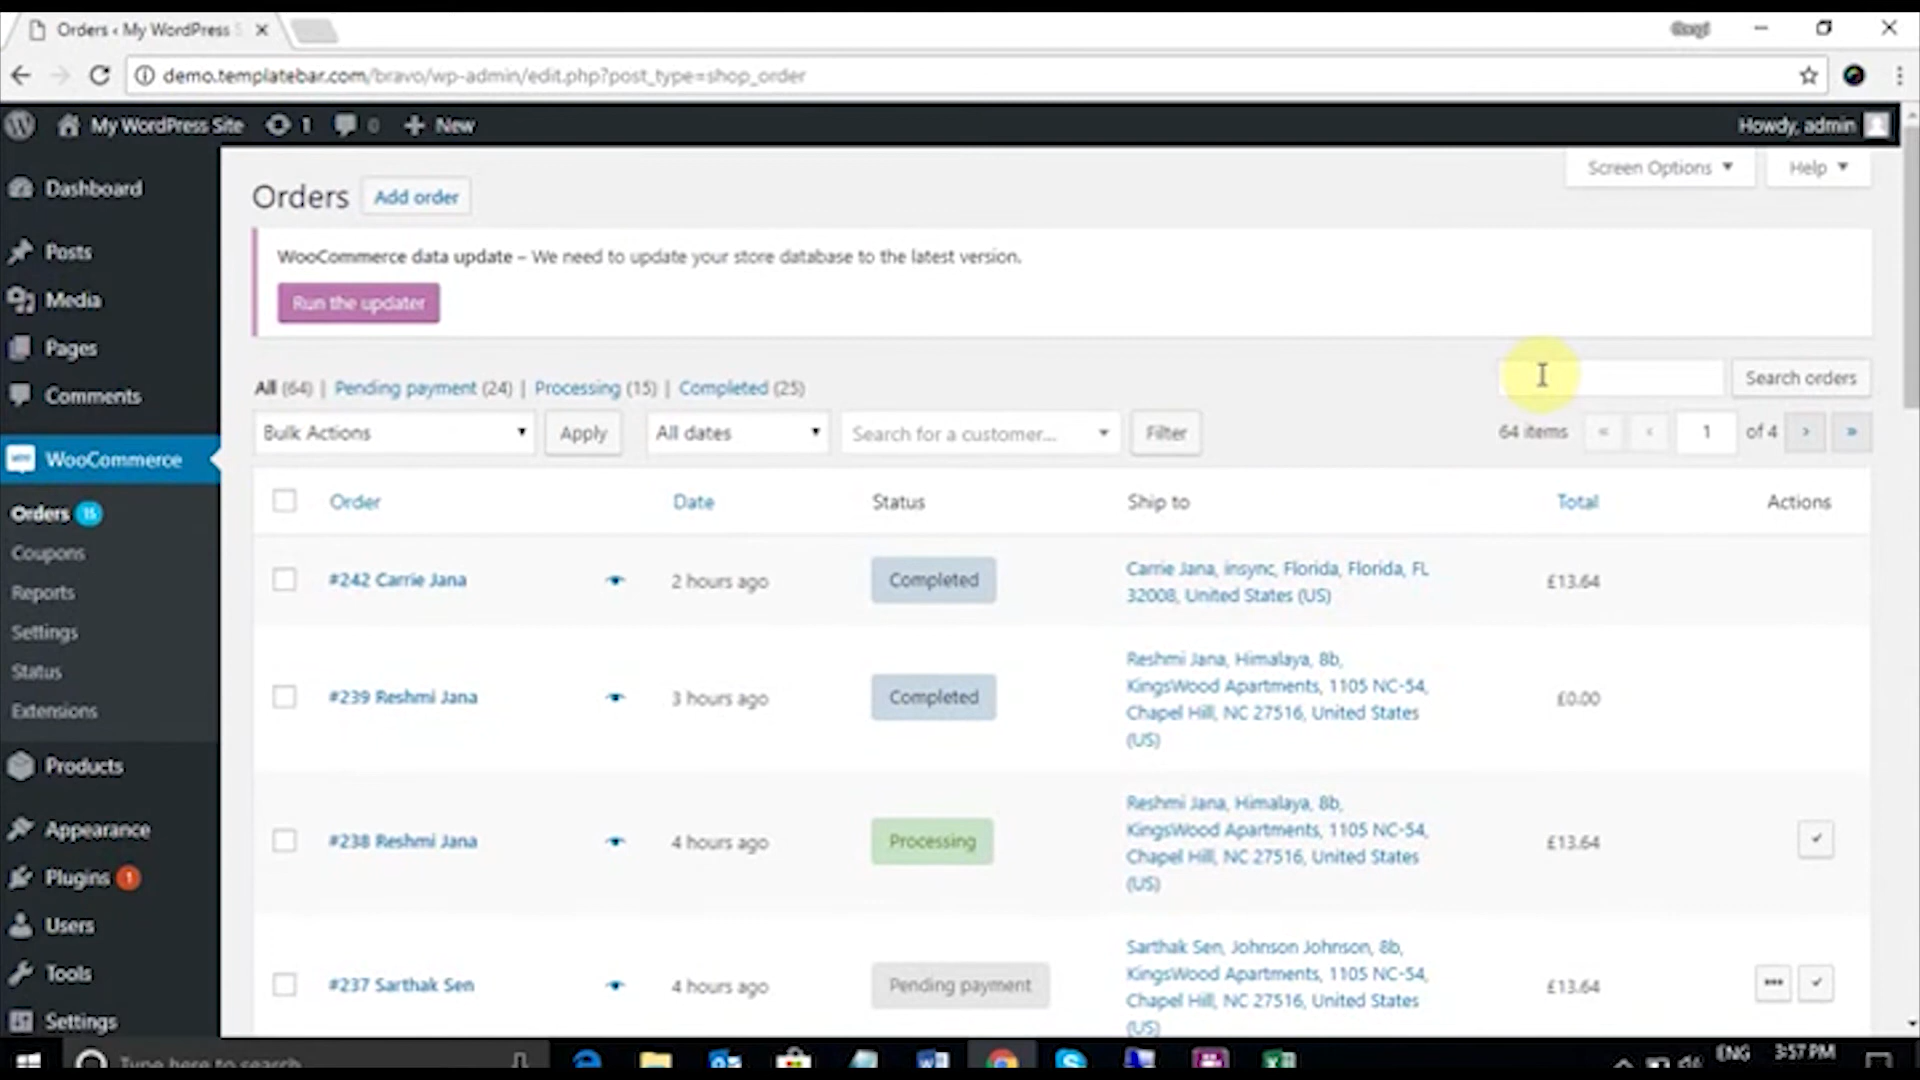 Orders ‹ My WordPress S
demo.templatebar.com/bravo/wp-admin/edit.php?post_type=shop_order
My WordPress Site 1 0 + New
Howdy, admin
Dashboard
Posts
Media
Pages
Comments
WooCommerce
Orders 15
Coupons
Reports
Settings
Status
Extensions
Products
Appearance
Plugins 1
Users
Tools
Settings
Screen Options ▼ Help ▼
Orders Add order
WooCommerce data update – We need to update your store database to the latest version.
Run the updater
All (64) | Pending payment (24) | Processing (15) | Completed (25)
Search orders
Bulk Actions Apply All dates Search for a customer... Filter
64 items « ‹ 1 of 4 › »
Order Date Status Ship to Total Actions
#242 Carrie Jana 2 hours ago Completed £13.64
Carrie Jana, insync, Florida, Florida, FL
32008, United States (US)
#239 Reshmi Jana 3 hours ago Completed £0.00
Reshmi Jana, Himalaya, 8b,
KingsWood Apartments, 1105 NC-54,
Chapel Hill, NC 27516, United States
(US)
#238 Reshmi Jana 4 hours ago Processing £13.64
Reshmi Jana, Himalaya, 8b,
KingsWood Apartments, 1105 NC-54,
Chapel Hill, NC 27516, United States
(US)
#237 Sarthak Sen 4 hours ago Pending payment £13.64
Sarthak Sen, Johnson Johnson, 8b,
KingsWood Apartments, 1105 NC-54,
Chapel Hill, NC 27516, United States
(US)
Type here to search
ENG 3:57 PM